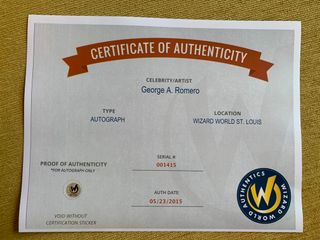 CERTIFICATE OF AUTHENTICITY
CELEBRITY/ARTIST
George A. Romero
TYPE
AUTOGRAPH
LOCATION
WIZARD WORLD ST. LOUIS
PROOF OF AUTHENTICITY
*FOR AUTOGRAPH ONLY
SERIAL #
001415
AUTH DATE
05/23/2015
VOID WITHOUT
CERTIFICATION STICKER
WIZARD WORLD AUTHENTICS
W